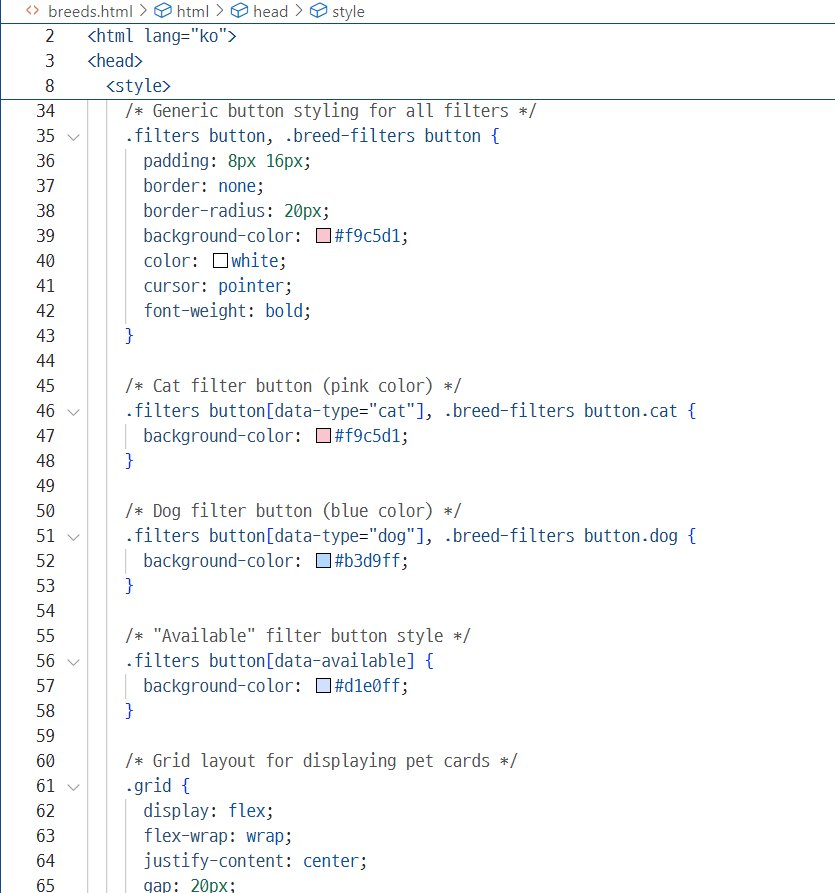 breeds.html > html > head > style
2 <html lang="ko">
3 <head>
8 <style>
34 /* Generic button styling for all filters */
35 .filters button, .breed-filters button {
36 padding: 8px 16px;
37 border: none;
38 border-radius: 20px;
39 background-color: #f9c5d1;
40 color: white;
41 cursor: pointer;
42 font-weight: bold;
43 }
44
45 /* Cat filter button (pink color) */
46 .filters button[data-type="cat"], .breed-filters button.cat {
47 background-color: #f9c5d1;
48 }
49
50 /* Dog filter button (blue color) */
51 .filters button[data-type="dog"], .breed-filters button.dog {
52 background-color: #b3d9ff;
53 }
54
55 /* "Available" filter button style */
56 .filters button[data-available] {
57 background-color: #d1e0ff;
58 }
59
60 /* Grid layout for displaying pet cards */
61 .grid {
62 display: flex;
63 flex-wrap: wrap;
64 justify-content: center;
65 gap: 20px;